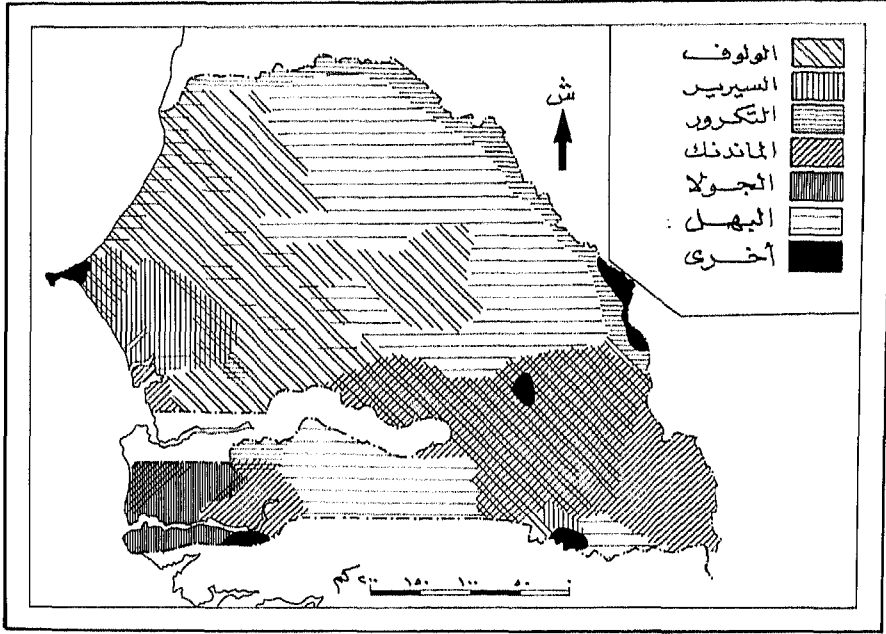 الولوف
السيرير
التكرور
الماندنك
الجولا
البهل :
أخرى
ش
٢٠٠ كم ١٥٠ ١٠٠ ٥٠ ٠